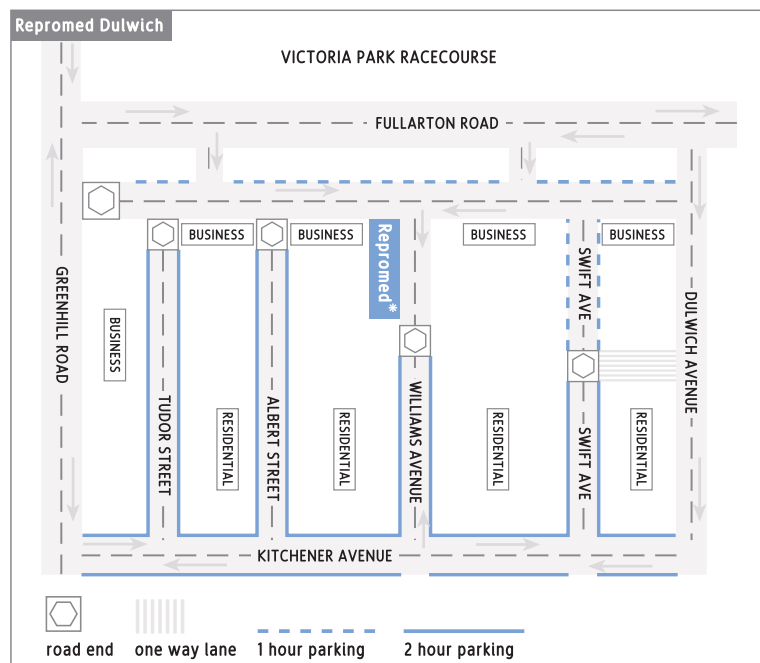 Repromed Dulwich
VICTORIA PARK RACECOURSE
FULLARTON ROAD
BUSINESS
BUSINESS
BUSINESS
BUSINESS
Repromed*
SWIFT AVE
GREENHILL ROAD
BUSINESS
DULWICH AVENUE
TUDOR STREET
RESIDENTIAL
ALBERT STREET
RESIDENTIAL
WILLIAMS AVENUE
RESIDENTIAL
SWIFT AVE
RESIDENTIAL
KITCHENER AVENUE
road end
one way lane
1 hour parking
2 hour parking